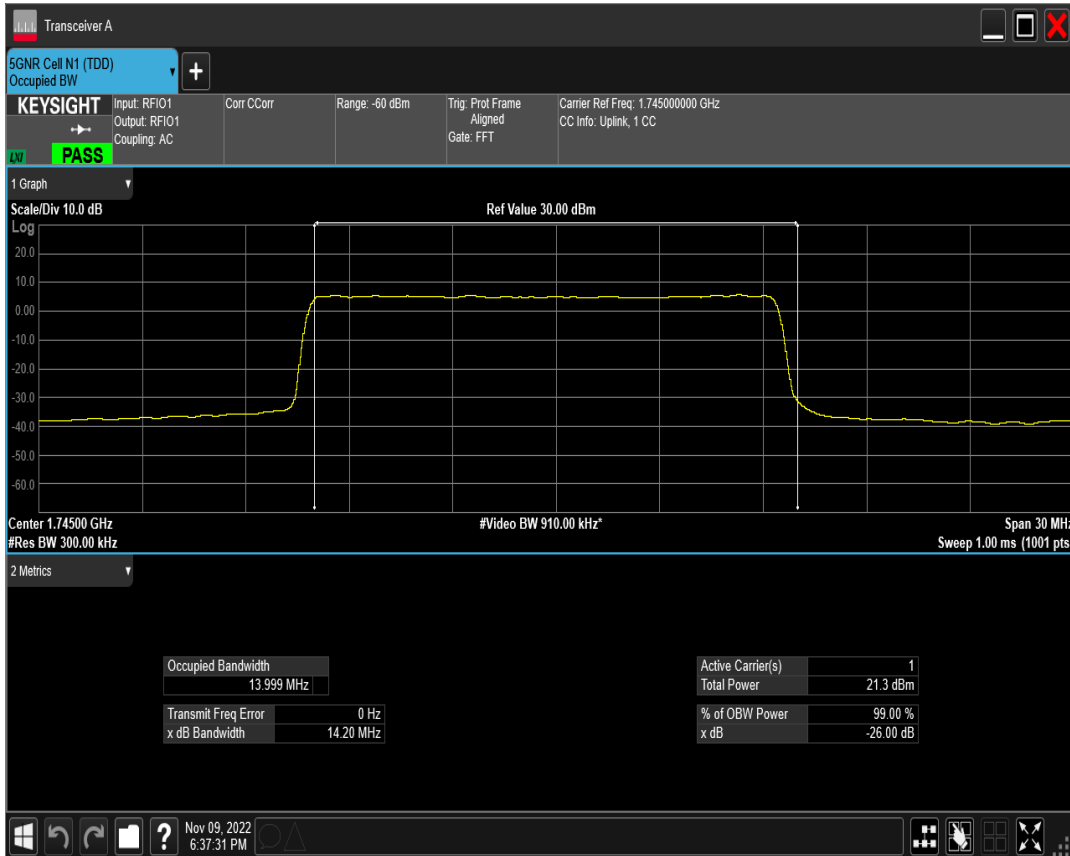 Transceiver A
5GNR Cell N1 (TDD)
Occupied BW
+
KEYSIGHT
LXI
PASS
Input: RFIO1
Output: RFIO1
Coupling: AC
Corr CCorr
Range: -60 dBm
Trig: Prot Frame
Aligned
Gate: FFT
Carrier Ref Freq: 1.745000000 GHz
CC Info: Uplink, 1 CC
1 Graph
Scale/Div 10.0 dB
Ref Value 30.00 dBm
Log
20.0
10.0
0.00
-10.0
-20.0
-30.0
-40.0
-50.0
-60.0
Center 1.74500 GHz
#Video BW 910.00 kHz*
Span 30 MHz
#Res BW 300.00 kHz
Sweep 1.00 ms (1001 pts
2 Metrics
Occupied Bandwidth
13.999 MHz
Transmit Freq Error 0 Hz
x dB Bandwidth 14.20 MHz
Active Carrier(s) 1
Total Power 21.3 dBm
% of OBW Power 99.00 %
x dB -26.00 dB
?
Nov 09, 2022
6:37:31 PM